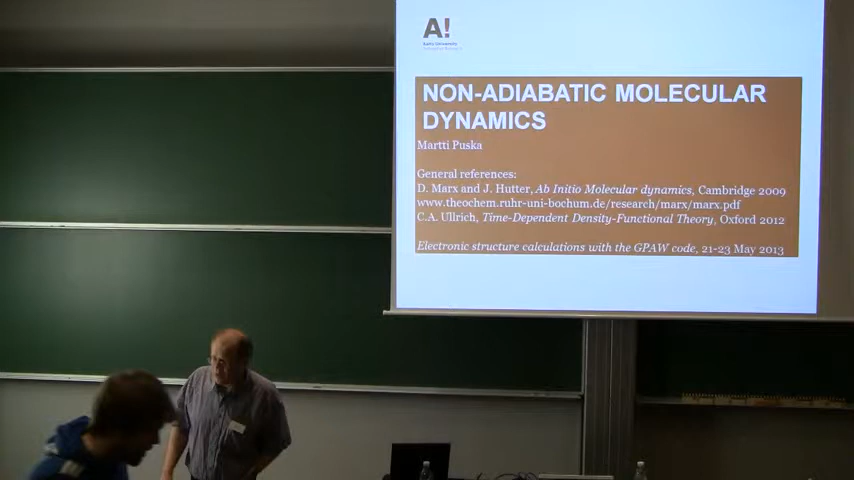 A!
Aalto University
NON-ADIABATIC MOLECULAR
DYNAMICS
Martti Puska
General references:
D. Marx and J. Hutter, Ab Initio Molecular dynamics, Cambridge 2009
www.theochem.ruhr-uni-bochum.de/research/marx/marx.pdf
C.A. Ullrich, Time-Dependent Density-Functional Theory, Oxford 2012
Electronic structure calculations with the GPAW code, 21-23 May 2013